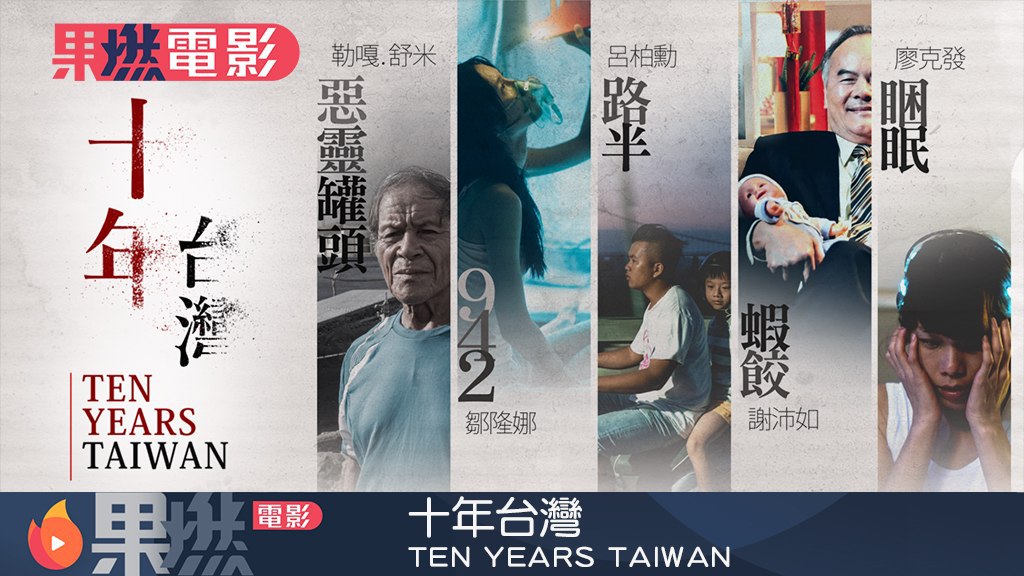 果燃電影
十年
台灣
TEN
YEARS
TAIWAN
勒嘎.舒米
惡靈罐頭
942
鄒隆娜
呂柏勳
路半
蝦餃
謝沛如
廖克發
睏眠
果燃電影
十年台灣
TEN YEARS TAIWAN